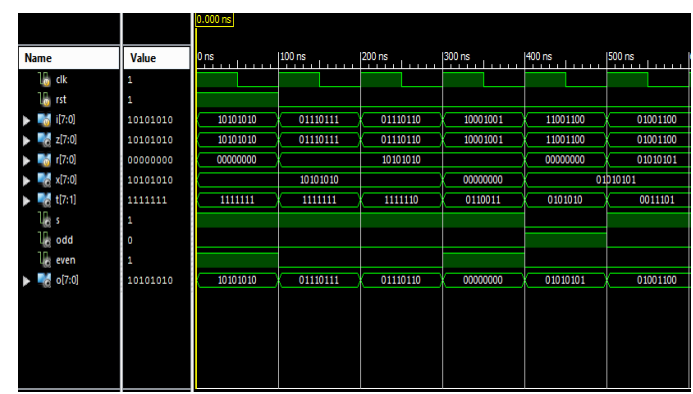 0.000 ns
Name Value 0 ns 100 ns 200 ns 300 ns 400 ns 500 ns
clk 1
rst 1
i[7:0] 10101010 10101010 01110111 01110110 10001001 11001100 01001100
z[7:0] 10101010 10101010 01110111 01110110 10001001 11001100 01001100
r[7:0] 00000000 00000000 10101010 00000000 01010101
x[7:0] 10101010 10101010 00000000 01010101
t[7:1] 1111111 1111111 1111111 1111110 0110011 0101010 0011101
s 1
odd 0
even 1
o[7:0] 10101010 10101010 01110111 01110110 00000000 01010101 01001100